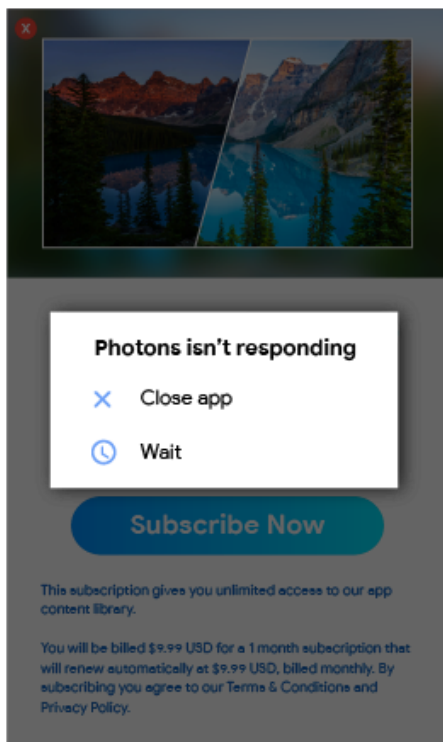 X
Photons isn't responding
Close app
Wait
Subscribe Now
This subscription gives you unlimited access to our app
content library.
You will be billed $9.99 USD for a 1 month subscription that
will renew automatically at $9.99 USD, billed monthly. By
subscribing you agree to our Terms & Conditions and
Privacy Policy.